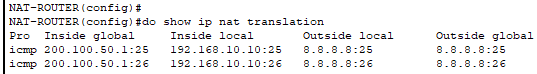 NAT-ROUTER(config)#
NAT-ROUTER(config)#do show ip nat translation
Pro  Inside global     Inside local       Outside local      Outside global
icmp 200.100.50.1:25   192.168.10.10:25   8.8.8.8:25         8.8.8.8:25
icmp 200.100.50.1:26   192.168.10.10:26   8.8.8.8:26         8.8.8.8:26